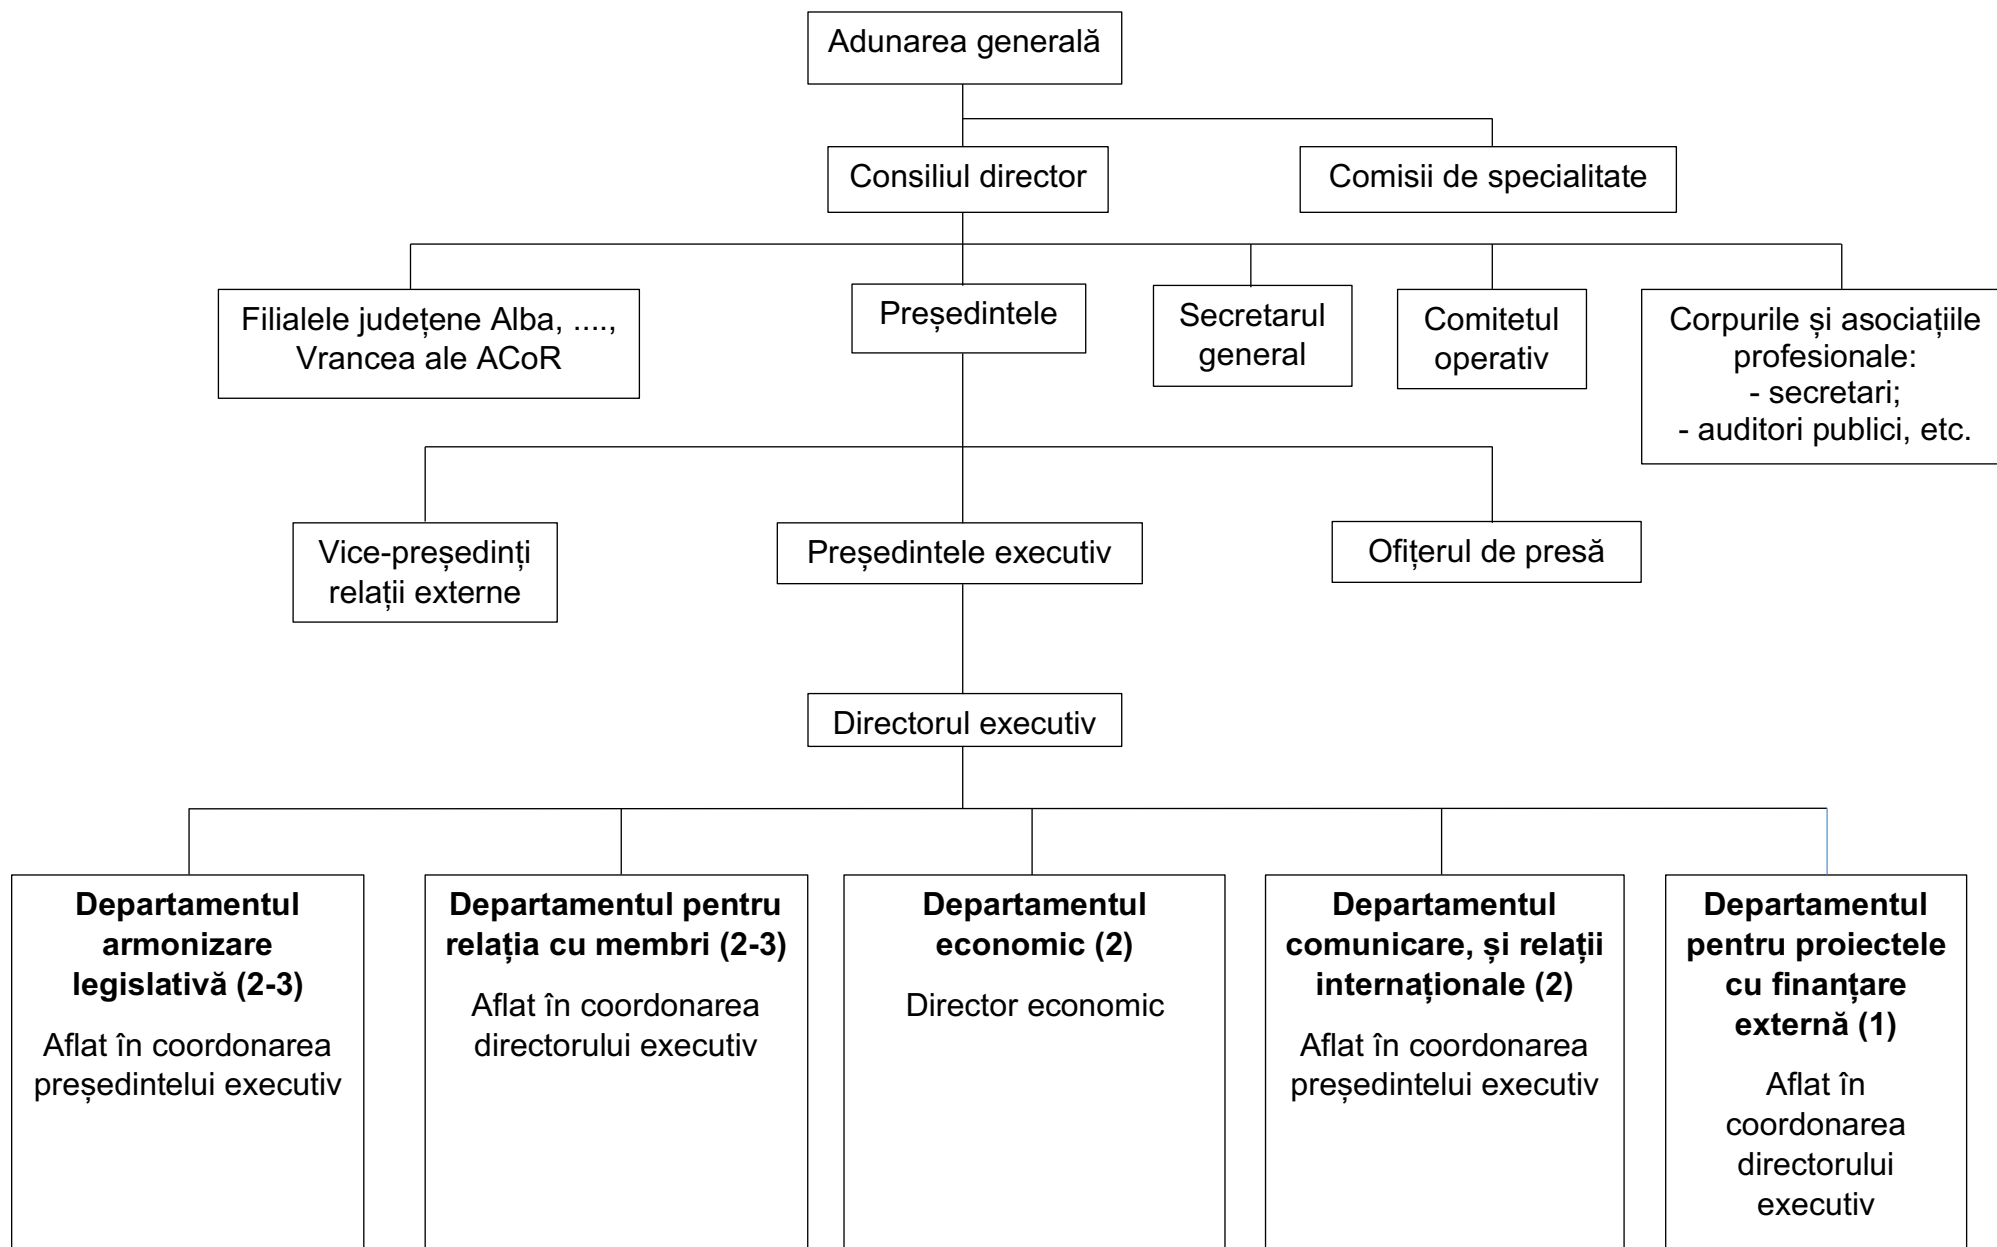 Adunarea generală
Consiliul director
Comisii de specialitate
Filialele județene Alba, ....,
Vrancea ale ACoR
Președintele
Secretarul
general
Comitetul
operativ
Corpurile și asociațiile
profesionale:
- secretari;
- auditori publici, etc.
Vice-președinți
relații externe
Președintele executiv
Ofițerul de presă
Directorul executiv
Departamentul
armonizare
legislativă (2-3)
Aflat în coordonarea
președintelui executiv
Departamentul pentru
relația cu membri (2-3)
Aflat în coordonarea
directorului executiv
Departamentul
economic (2)
Director economic
Departamentul
comunicare, și relații
internaționale (2)
Aflat în coordonarea
președintelui executiv
Departamentul
pentru proiectele
cu finanțare
externă (1)
Aflat în
coordonarea
directorului
executiv